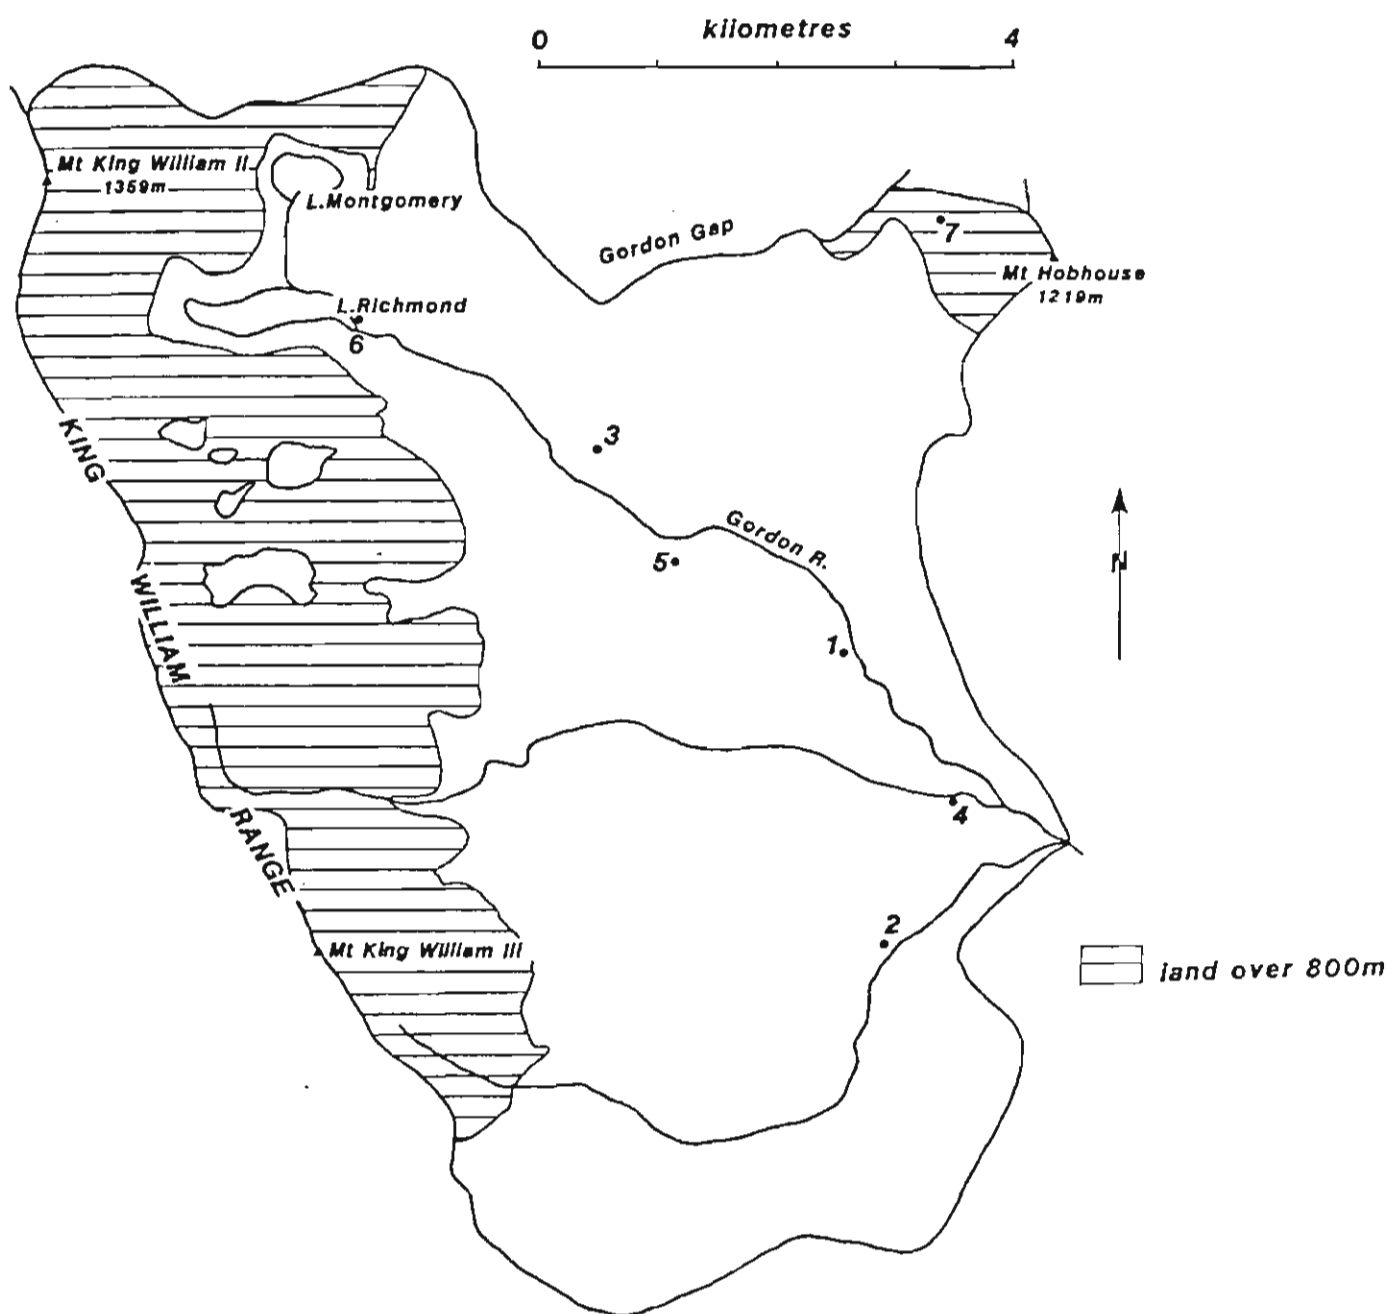 kilometres
0
4
Mt King William II
1359m
L.Montgomery
Gordon Gap
7
Mt Hobhouse
1219m
L.Richmond
6
KING
3
Gordon R.
N
5
WILLIAM
1
4
RANGE
2
Mt King William III
land over 800m